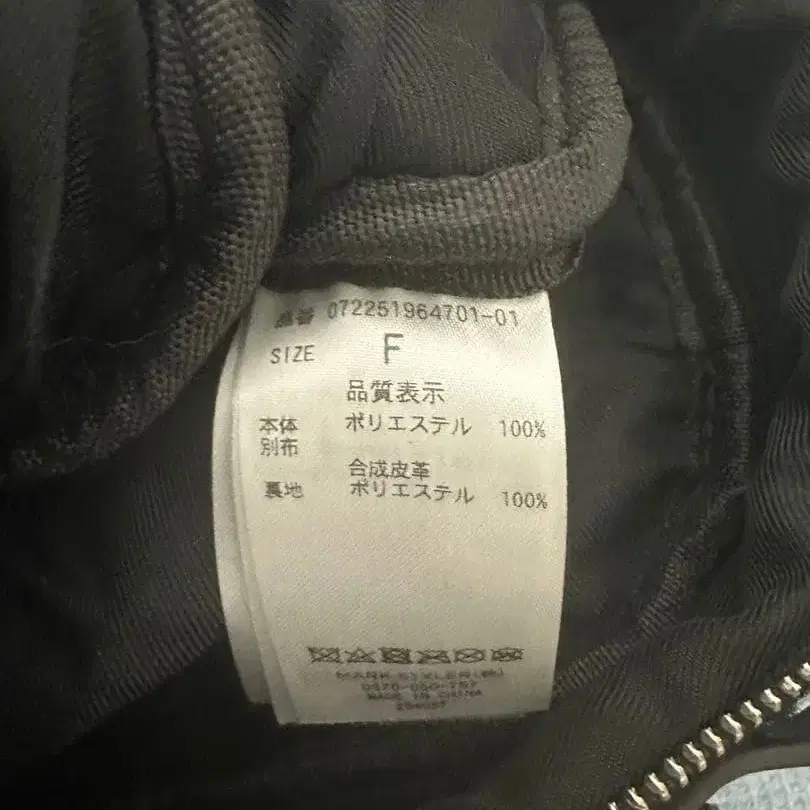 品番 072251964701-01
SIZE F
品質表示
本体 ポリエステル 100%
別布
合成皮革
裏地 ポリエステル 100%
MARK STYLER(株)
MADE IN CHINA